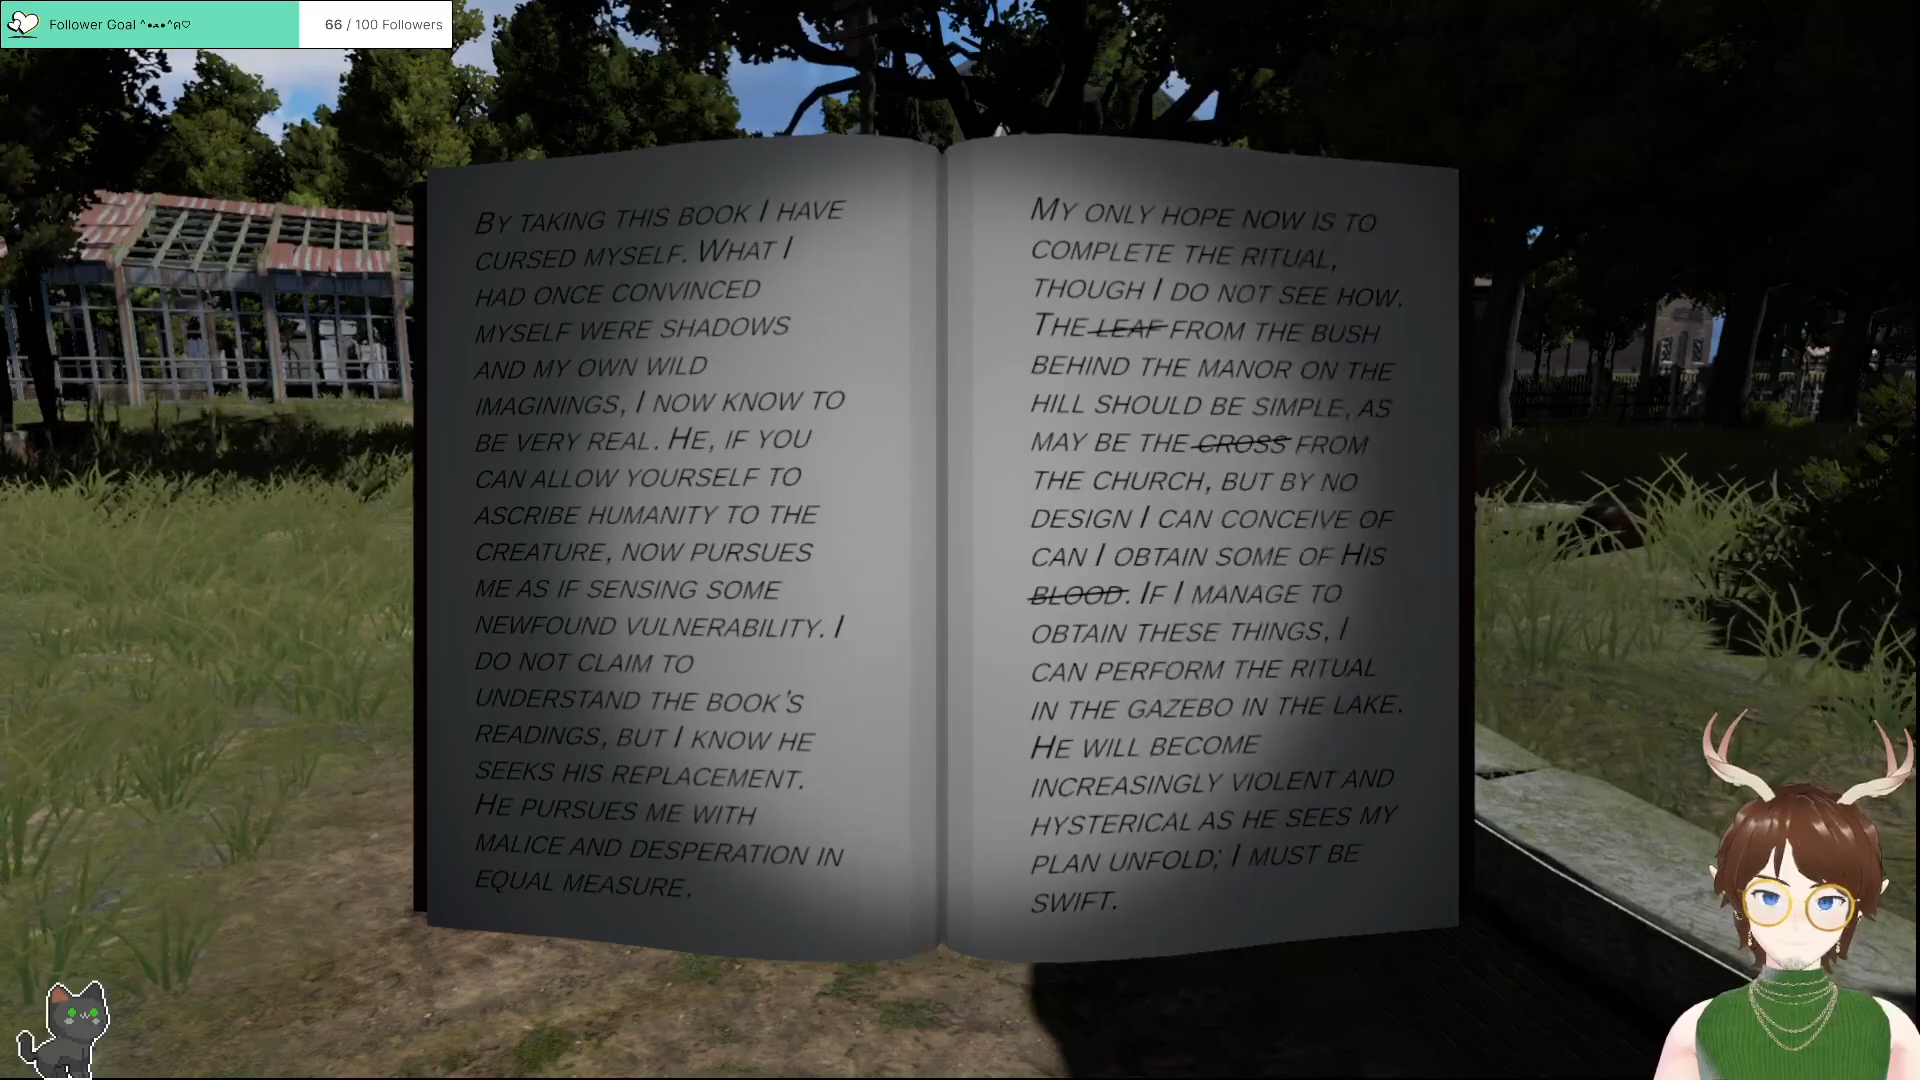 Follower Goal ^•ﻌ•^ฅ♡
66 / 100 Followers
BY TAKING THIS BOOK I HAVE
CURSED MYSELF. WHAT I
HAD ONCE CONVINCED
MYSELF WERE SHADOWS
AND MY OWN WILD
IMAGININGS, I NOW KNOW TO
BE VERY REAL. HE, IF YOU
CAN ALLOW YOURSELF TO
ASCRIBE HUMANITY TO THE
CREATURE, NOW PURSUES
ME AS IF SENSING SOME
NEWFOUND VULNERABILITY. I
DO NOT CLAIM TO
UNDERSTAND THE BOOK'S
READINGS, BUT I KNOW HE
SEEKS HIS REPLACEMENT.
HE PURSUES ME WITH
MALICE AND DESPERATION IN
EQUAL MEASURE.
MY ONLY HOPE NOW IS TO
COMPLETE THE RITUAL,
THOUGH I DO NOT SEE HOW.
THE LEAF FROM THE BUSH
BEHIND THE MANOR ON THE
HILL SHOULD BE SIMPLE, AS
MAY BE THE CROSS FROM
THE CHURCH, BUT BY NO
DESIGN I CAN CONCEIVE OF
CAN I OBTAIN SOME OF HIS
BLOOD. IF I MANAGE TO
OBTAIN THESE THINGS, I
CAN PERFORM THE RITUAL
IN THE GAZEBO IN THE LAKE.
HE WILL BECOME
INCREASINGLY VIOLENT AND
HYSTERICAL AS HE SEES MY
PLAN UNFOLD; I MUST BE
SWIFT.